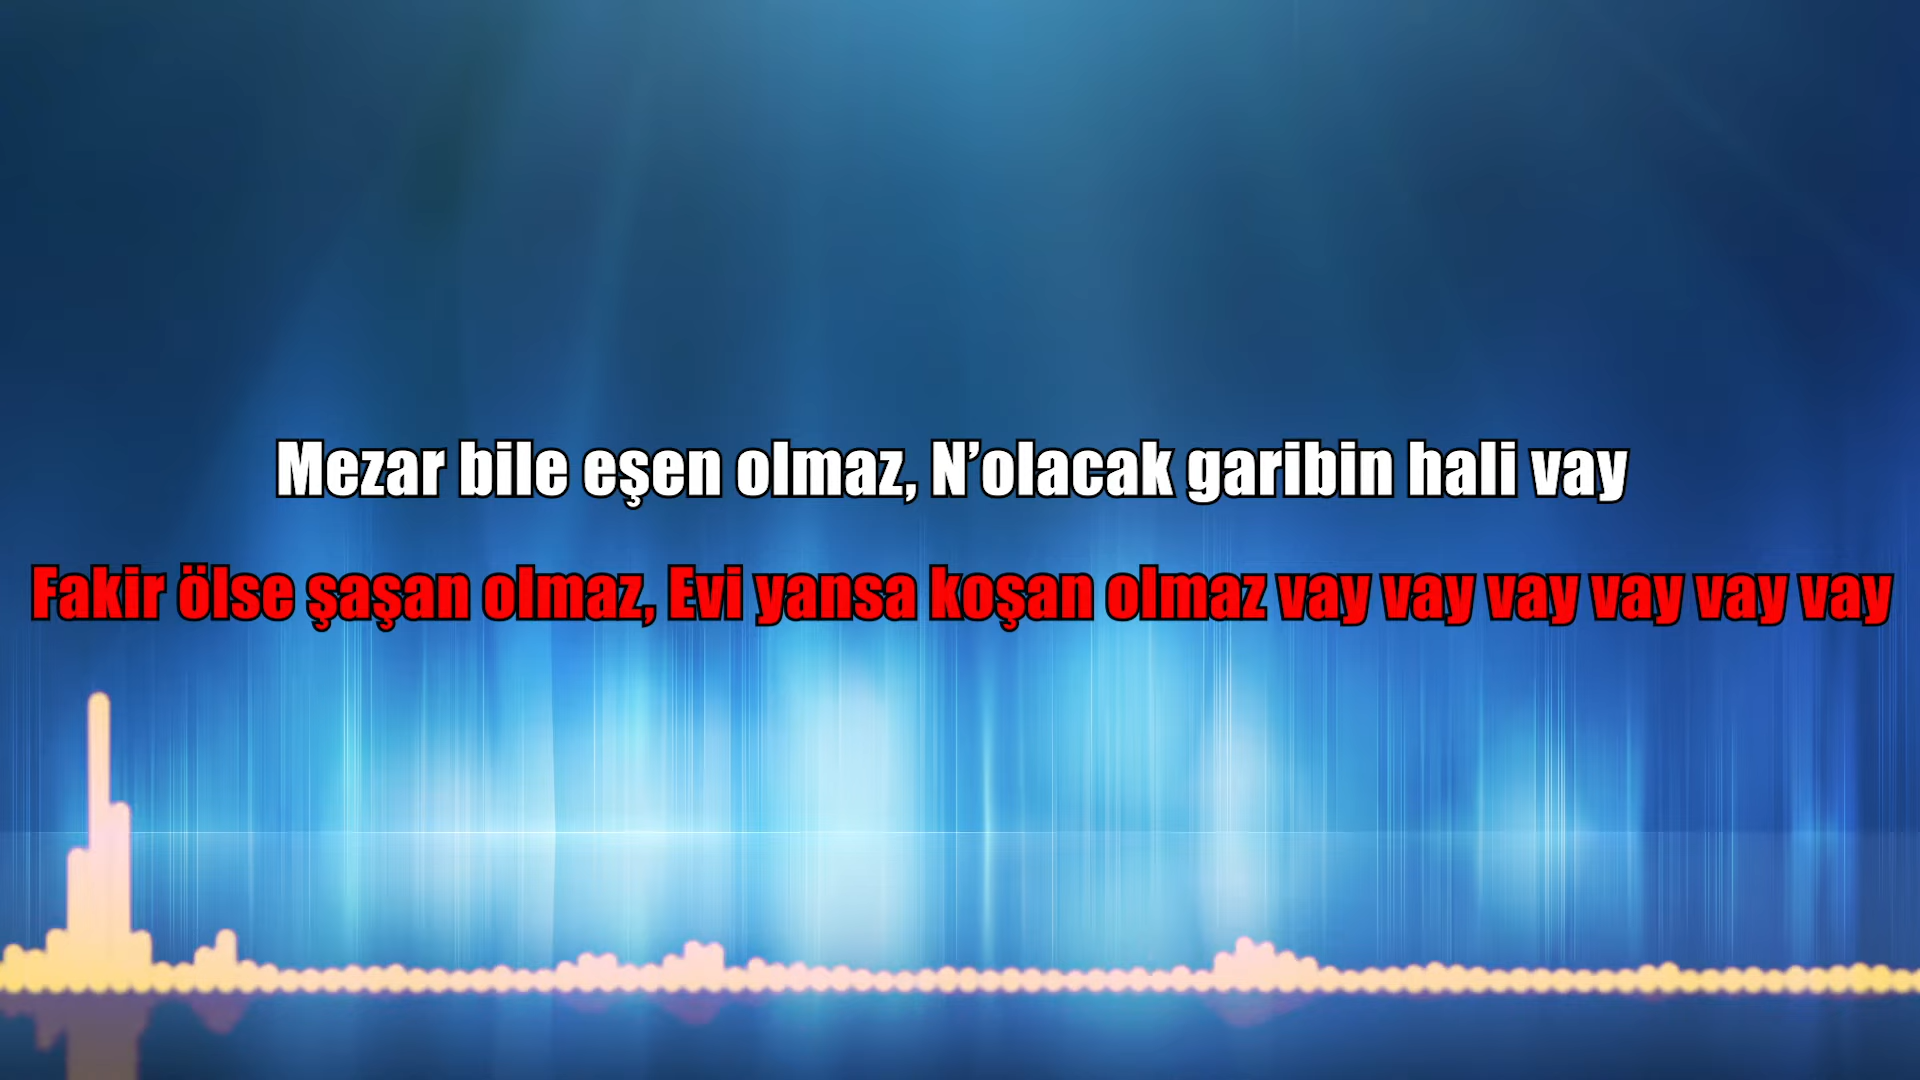 Mezar bile eşen olmaz, N’olacak garibin hali vay
Fakir ölse şaşan olmaz, Evi yansa koşan olmaz vay vay vay vay vay vay